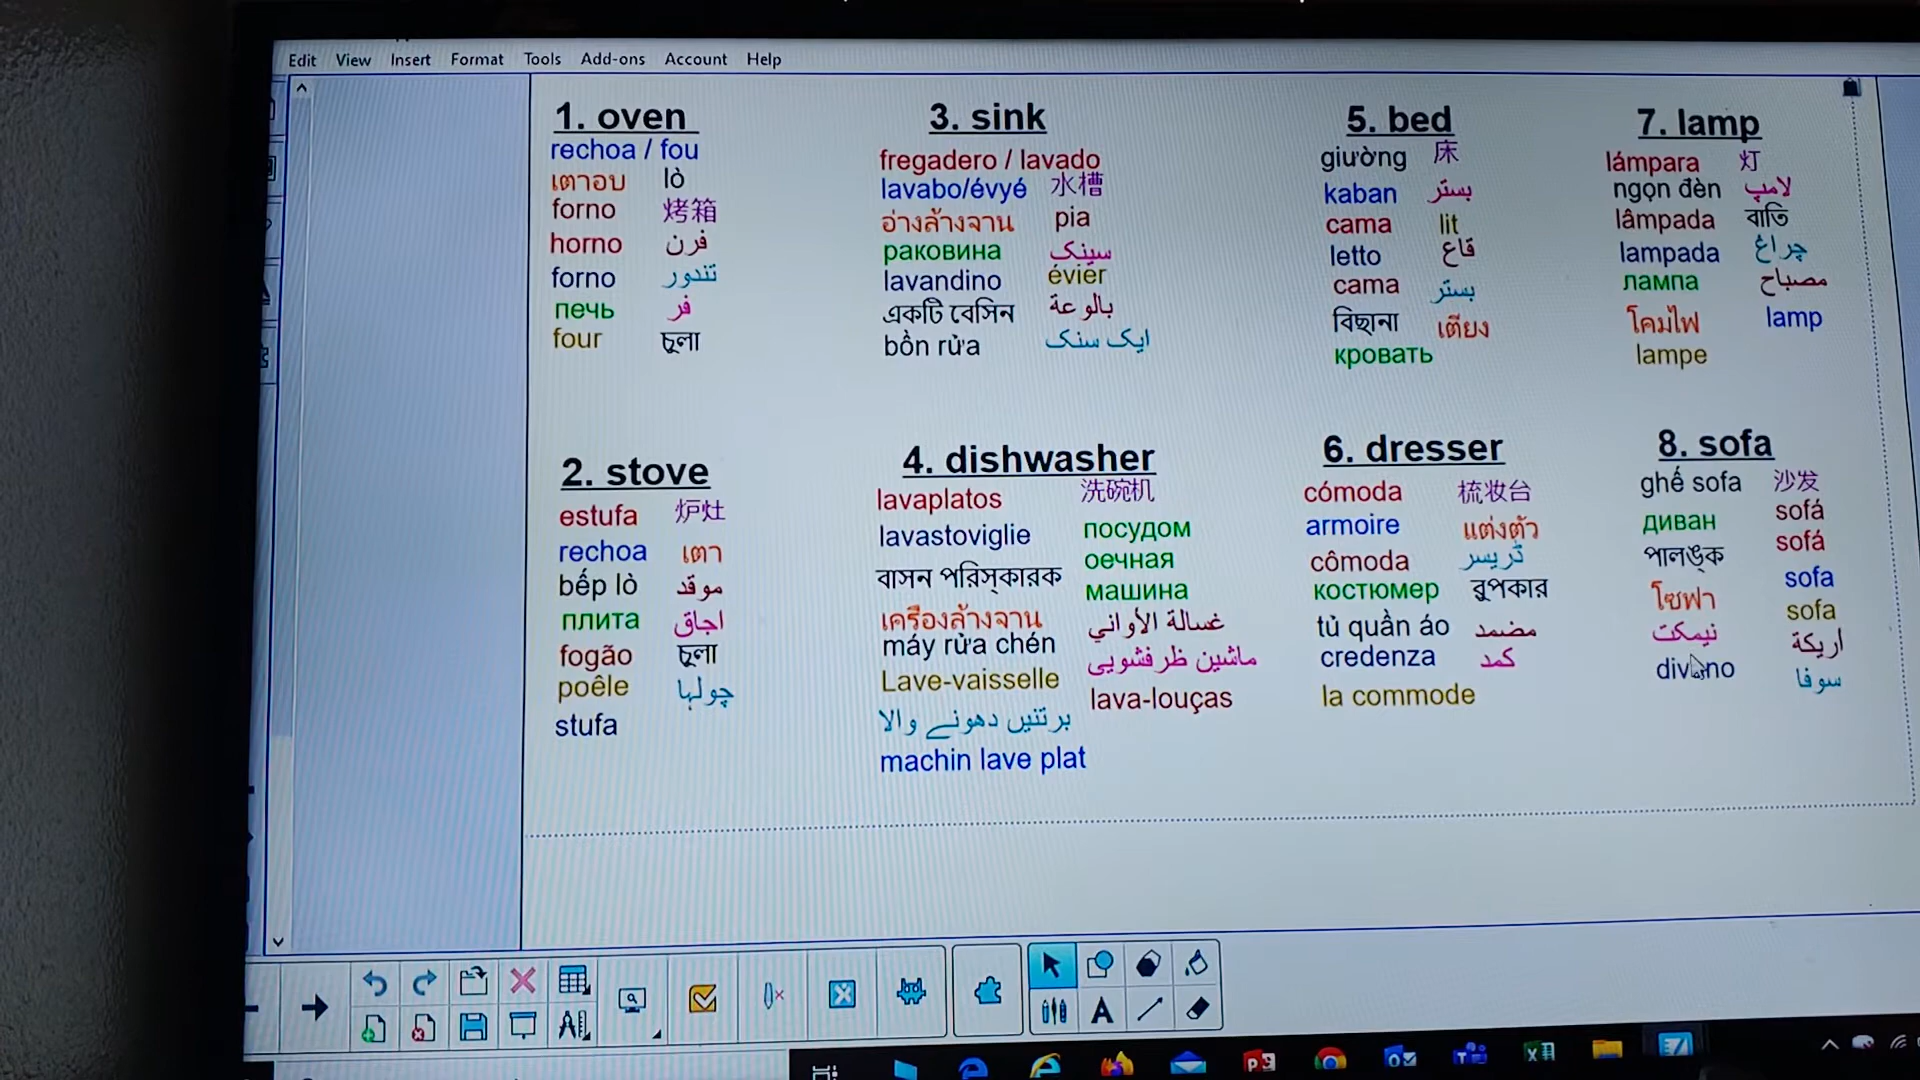 Edit View Insert Format Tools Add-ons Account Help
1. oven
rechoa / fou
เตาอบ lò
forno 烤箱
horno فرن
forno تندور
печь فر
four চুলা
2. stove
estufa 炉灶
rechoa เตา
bếp lò موقد
плита اجاق
fogão চুলা
poêle چولہا
stufa
3. sink
fregadero / lavado
lavabo/évyé 水槽
อ่างล้างจาน pia
раковина سینک
lavandino évier
একটি বেসিন بالوعة
bồn rửa ایک سنک
4. dishwasher
lavaplatos 洗碗机
lavastoviglie посудом
বাসন পরিস্কারক оечная
машина
เครื่องล้างจาน غسالة الأواني
máy rửa chén ماشین ظرفشویی
Lave-vaisselle lava-louças
برتنیں دھونے والا
machin lave plat
5. bed
giường 床
kaban بستر
cama lit
letto قاع
cama بستر
বিছানা เตียง
кровать
6. dresser
cómoda 梳妆台
armoire แต่งตัว
cômoda ڈریسر
костюмер রুপকার
tủ quần áo مضمد
credenza کمد
la commode
7. lamp
lámpara 灯
ngọn đèn لامپ
lâmpada বাতি
lampada چراغ
лампа مصباح
โคมไฟ lamp
lampe
8. sofa
ghế sofa 沙发
диван sofá
পালঙ্ক sofá
โซฟา sofa
نیمکت sofa
أريكة
سوفا